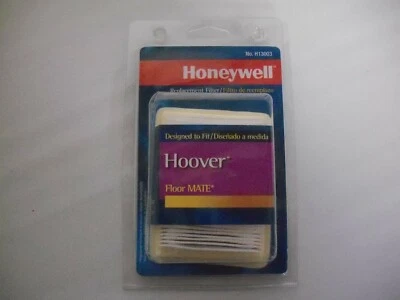 No. H13003
Honeywell
Replacement Filter/Filtro de reemplazo
Designed to Fit/Diseñado a medida
Hoover*
Floor MATE*